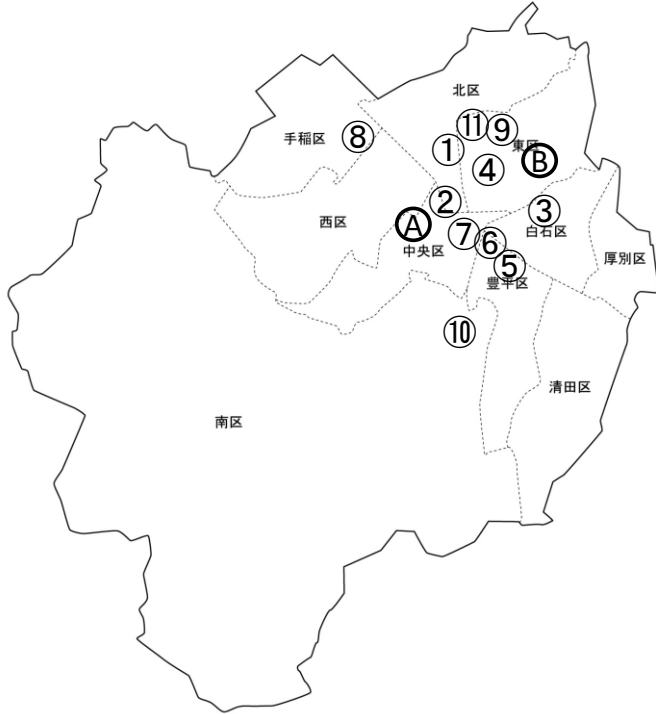 北区
⑪
⑨
手稲区
⑧
①
東区
Ⓑ
④
西区
②
③
Ⓐ
⑦
白石区
中央区
⑥
厚別区
⑤
豊平区
⑩
清田区
南区